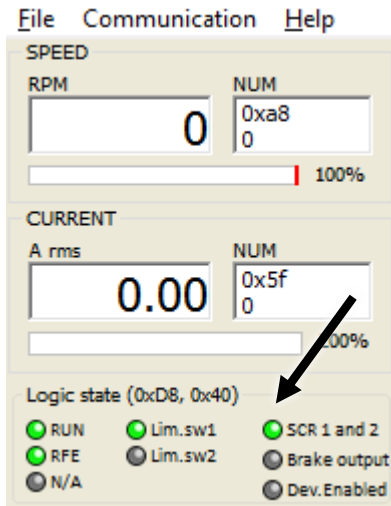 File Communication Help
SPEED
RPM NUM
0 0xa8
0
100%
CURRENT
A rms NUM
0.00 0x5f
0
200%
Logic state (0xD8, 0x40)
RUN Lim.sw1 SCR 1 and 2
RFE Lim.sw2 Brake output
N/A Dev.Enabled